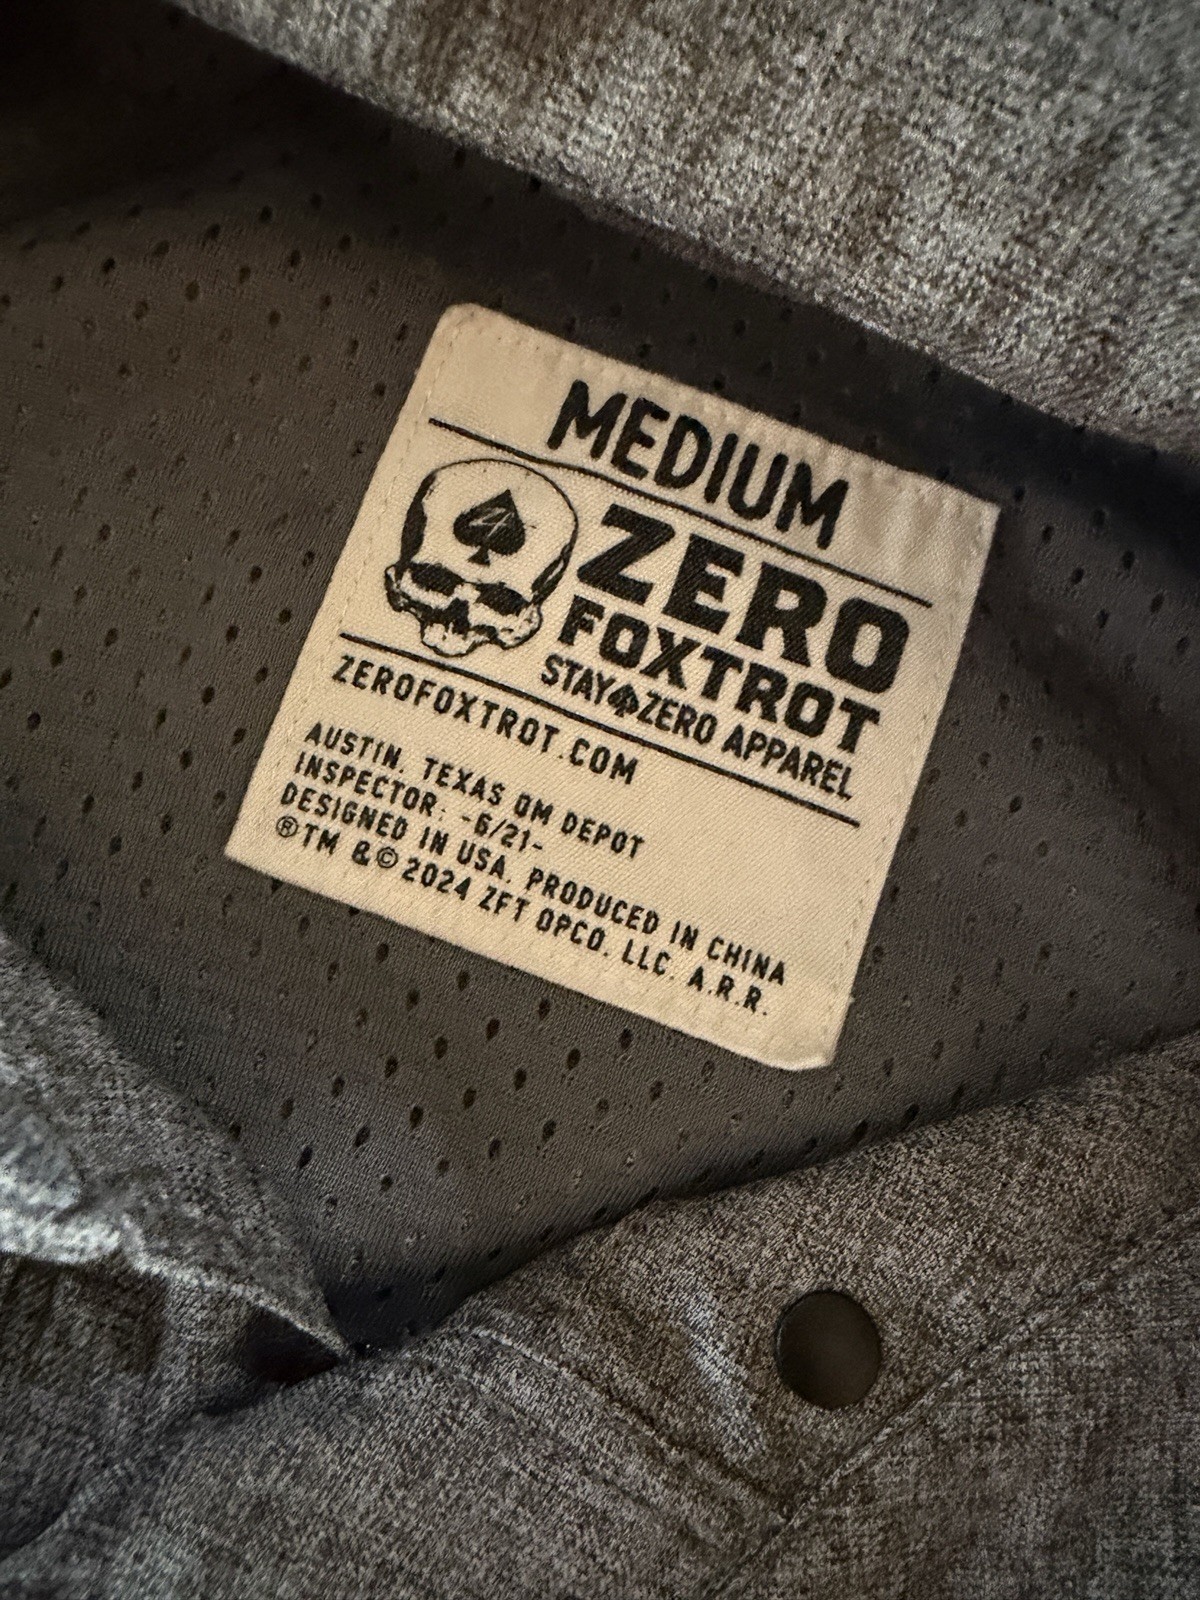 MEDIUM
ZERO
FOXTROT
STAY♠ZERO APPAREL
ZEROFOXTROT.COM
AUSTIN, TEXAS QM DEPOT
INSPECTOR: -6/21-
DESIGNED IN USA, PRODUCED IN CHINA
®TM &© 2024 ZFT OPCO, LLC. A.R.R.